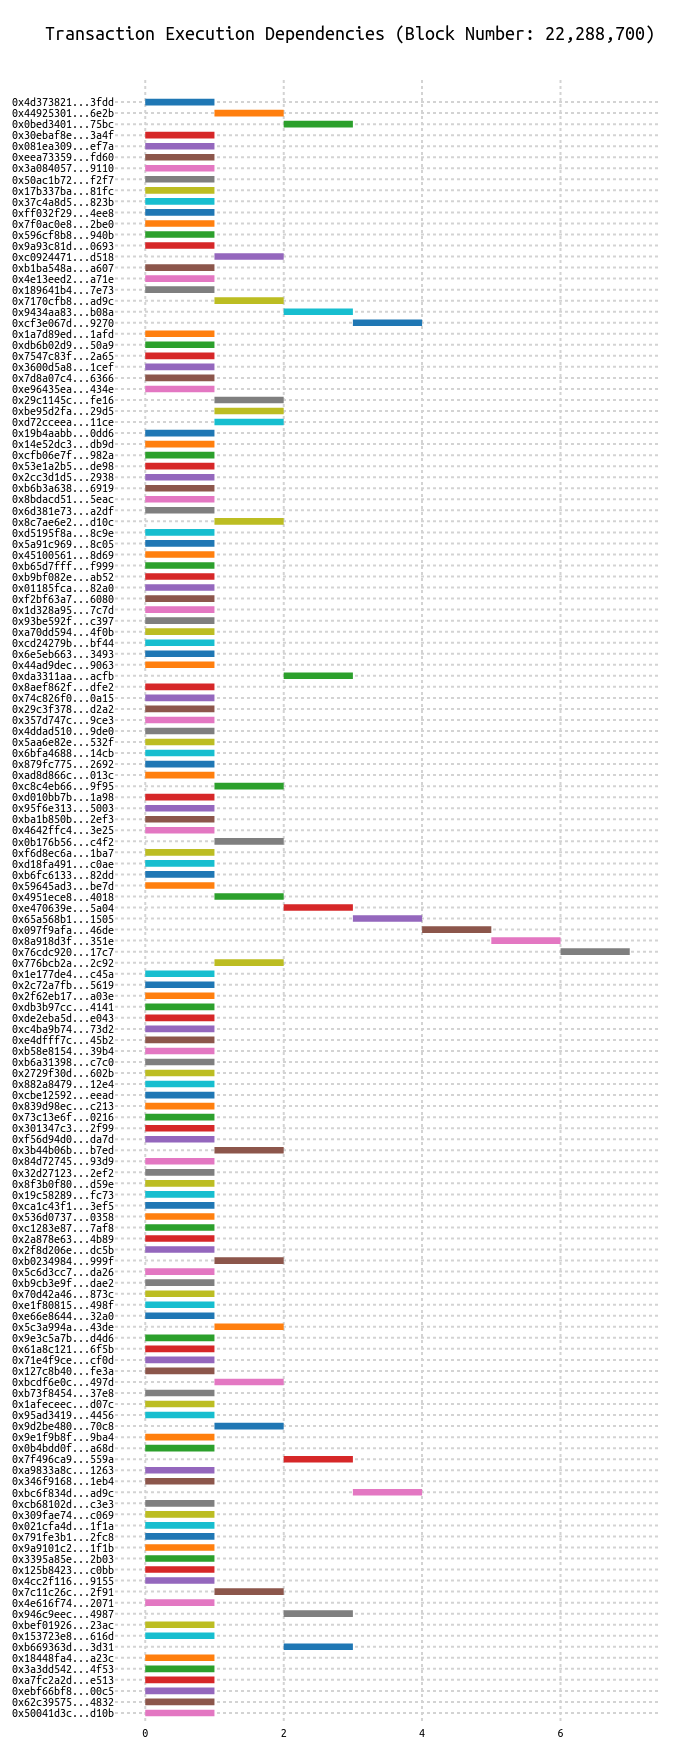 Transaction Execution Dependencies (Block Number: 22,288,700)
0x4d373821...3fdd
0x44925301...6e2b
0x0bed3401...75bc
0x30ebaf8e...3a4f
0x081ea309...ef7a
0xeea73359...fd60
0x3a084057...9110
0x50ac1b72...f2f7
0x17b337ba...81fc
0x37c4a8d5...823b
0xff032f29...4ee8
0x7f0ac0e8...2be0
0x596cf8b8...940b
0x9a93c81d...0693
0xc0924471...d518
0xb1ba548a...a607
0x4e13eed2...a71e
0x189641b4...7e73
0x7170cfb8...ad9c
0x9434aa83...b08a
0xcf3e067d...9270
0x1a7d89ed...1afd
0xdb6b02d9...50a9
0x7547c83f...2a65
0x3600d5a8...1cef
0x7d8a07c4...6366
0xe96435ea...434e
0x29c1145c...fe16
0xbe95d2fa...29d5
0xd72cceea...11ce
0x19b4aabb...0dd6
0x14e52dc3...db9d
0xcfb06e7f...982a
0x53e1a2b5...de98
0x2cc3d1d5...2938
0xb6b3a638...6919
0x8bdacd51...5eac
0x6d381e73...a2df
0x8c7ae6e2...d10c
0xd5195f8a...8c9e
0x5a91c969...8c05
0x45100561...8d69
0xb65d7fff...f999
0xb9bf082e...ab52
0x01185fca...82a0
0xf2bf63a7...6080
0x1d328a95...7c7d
0x93be592f...c397
0xa70dd594...4f0b
0xcd24279b...bf44
0x6e5eb663...3493
0x44ad9dec...9063
0xda3311aa...acfb
0x8aef862f...dfe2
0x74c826f0...0a15
0x29c3f378...d2a2
0x357d747c...9ce3
0x4ddad510...9de0
0x5aa6e82e...532f
0x6bfa4688...14cb
0x879fc775...2692
0xad8d866c...013c
0xc8c4eb66...9f95
0xd010bb7b...1a98
0x95f6e313...5003
0xba1b850b...2ef3
0x4642ffc4...3e25
0x0b176b56...c4f2
0xf6d8ec6a...1ba7
0xd18fa491...c0ae
0xb6fc6133...82dd
0x59645ad3...be7d
0x4951ece8...4018
0xe470639e...5a04
0x65a568b1...1505
0x097f9afa...46de
0x8a918d3f...351e
0x76cdc920...17c7
0x776bcb2a...2c92
0x1e177de4...c45a
0x2c72a7fb...5619
0x2f62eb17...a03e
0xdb3b97cc...4141
0xde2eba5d...e043
0xc4ba9b74...73d2
0xe4dfff7c...45b2
0xb58e8154...39b4
0xb6a31398...c7c0
0x2729f30d...602b
0x882a8479...12e4
0xcbe12592...eead
0x839d98ec...c213
0x73c13e6f...0216
0x301347c3...2f99
0xf56d94d0...da7d
0x3b44b06b...b7ed
0x84d72745...93d9
0x32d27123...2ef2
0x8f3b0f80...d59e
0x19c58289...fc73
0xca1c43f1...3ef5
0x536d0737...0358
0xc1283e87...7af8
0x2a878e63...4b89
0x2f8d206e...dc5b
0xb0234984...999f
0x5c6d3cc7...da26
0xb9cb3e9f...dae2
0x70d42a46...873c
0xe1f80815...498f
0xe66e8644...32a0
0x5c3a994a...43de
0x9e3c5a7b...d4d6
0x61a8c121...6f5b
0x71e4f9ce...cf0d
0x127c8b40...fe3a
0xbcdf6e0c...497d
0xb73f8454...37e8
0x1afeceec...d07c
0x95ad3419...4456
0x9d2be480...70c8
0x9e1f9b8f...9ba4
0x0b4bdd0f...a68d
0x7f496ca9...559a
0xa9833a8c...1263
0x346f9168...1eb4
0xbc6f834d...ad9c
0xcb68102d...c3e3
0x309fae74...c069
0x021cfa4d...1f1a
0x791fe3b1...2fc8
0x9a9101c2...1f1b
0x3395a85e...2b03
0x125b8423...c0bb
0x4cc2f116...9155
0x7c11c26c...2f91
0x4e616f74...2071
0x946c9eec...4987
0xbef01926...23ac
0x153723e8...616d
0xb669363d...3d31
0x18448fa4...a23c
0x3a3dd542...4f53
0xa7fc2a2d...e513
0xebf66bf8...00c5
0x62c39575...4832
0x50041d3c...d10b
0 2 4 6